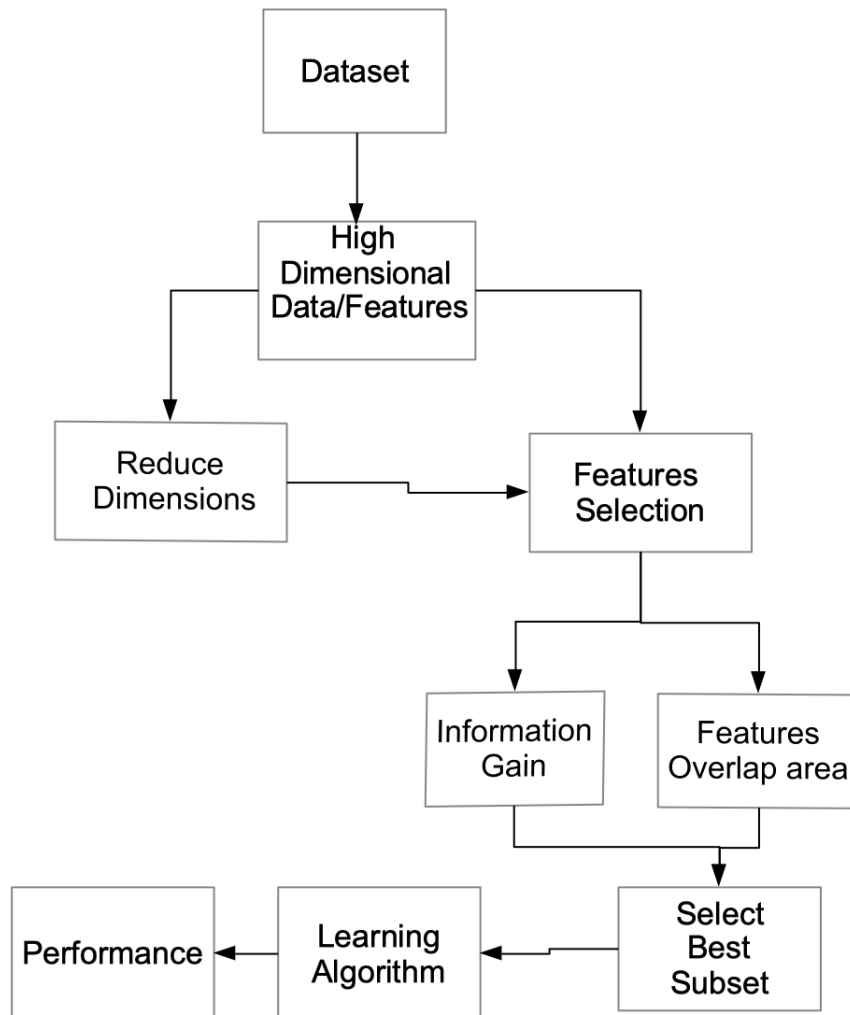 Dataset
High
Dimensional
Data/Features
Reduce
Dimensions
Features
Selection
Information
Gain
Features
Overlap area
Select
Best
Subset
Learning
Algorithm
Performance